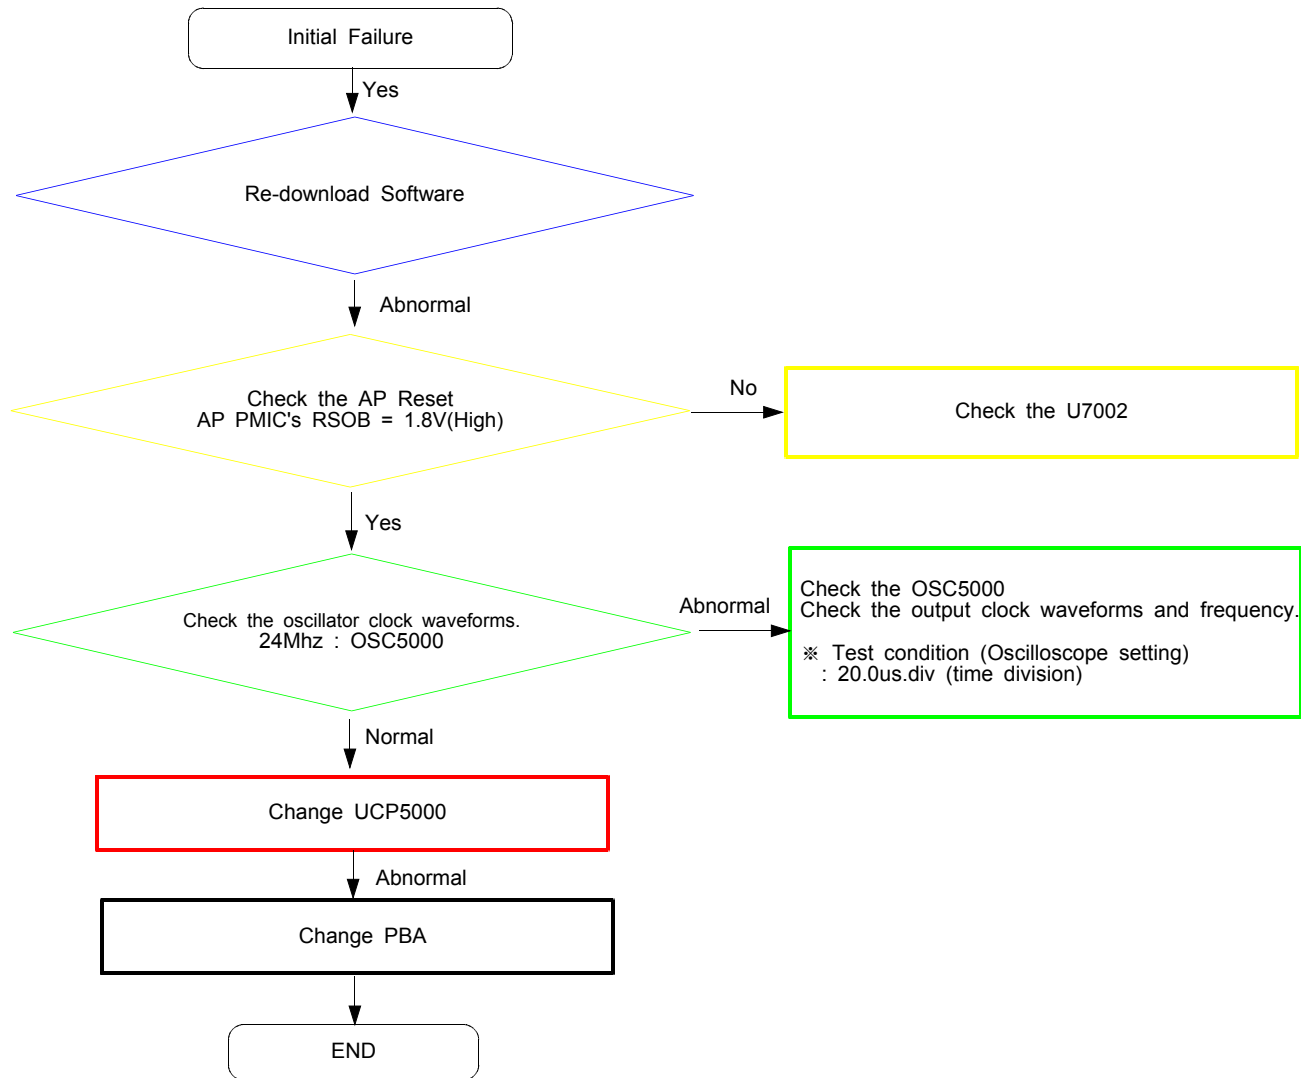 Initial Failure
Yes
Re-download Software
Abnormal
Check the AP Reset
AP PMIC's RSOB = 1.8V(High)
No
Check the U7002
Yes
Check the oscillator clock waveforms.
24Mhz : OSC5000
Abnormal
Check the OSC5000
Check the output clock waveforms and frequency.
※ Test condition (Oscilloscope setting)
: 20.0us.div (time division)
Normal
Change UCP5000
Abnormal
Change PBA
END